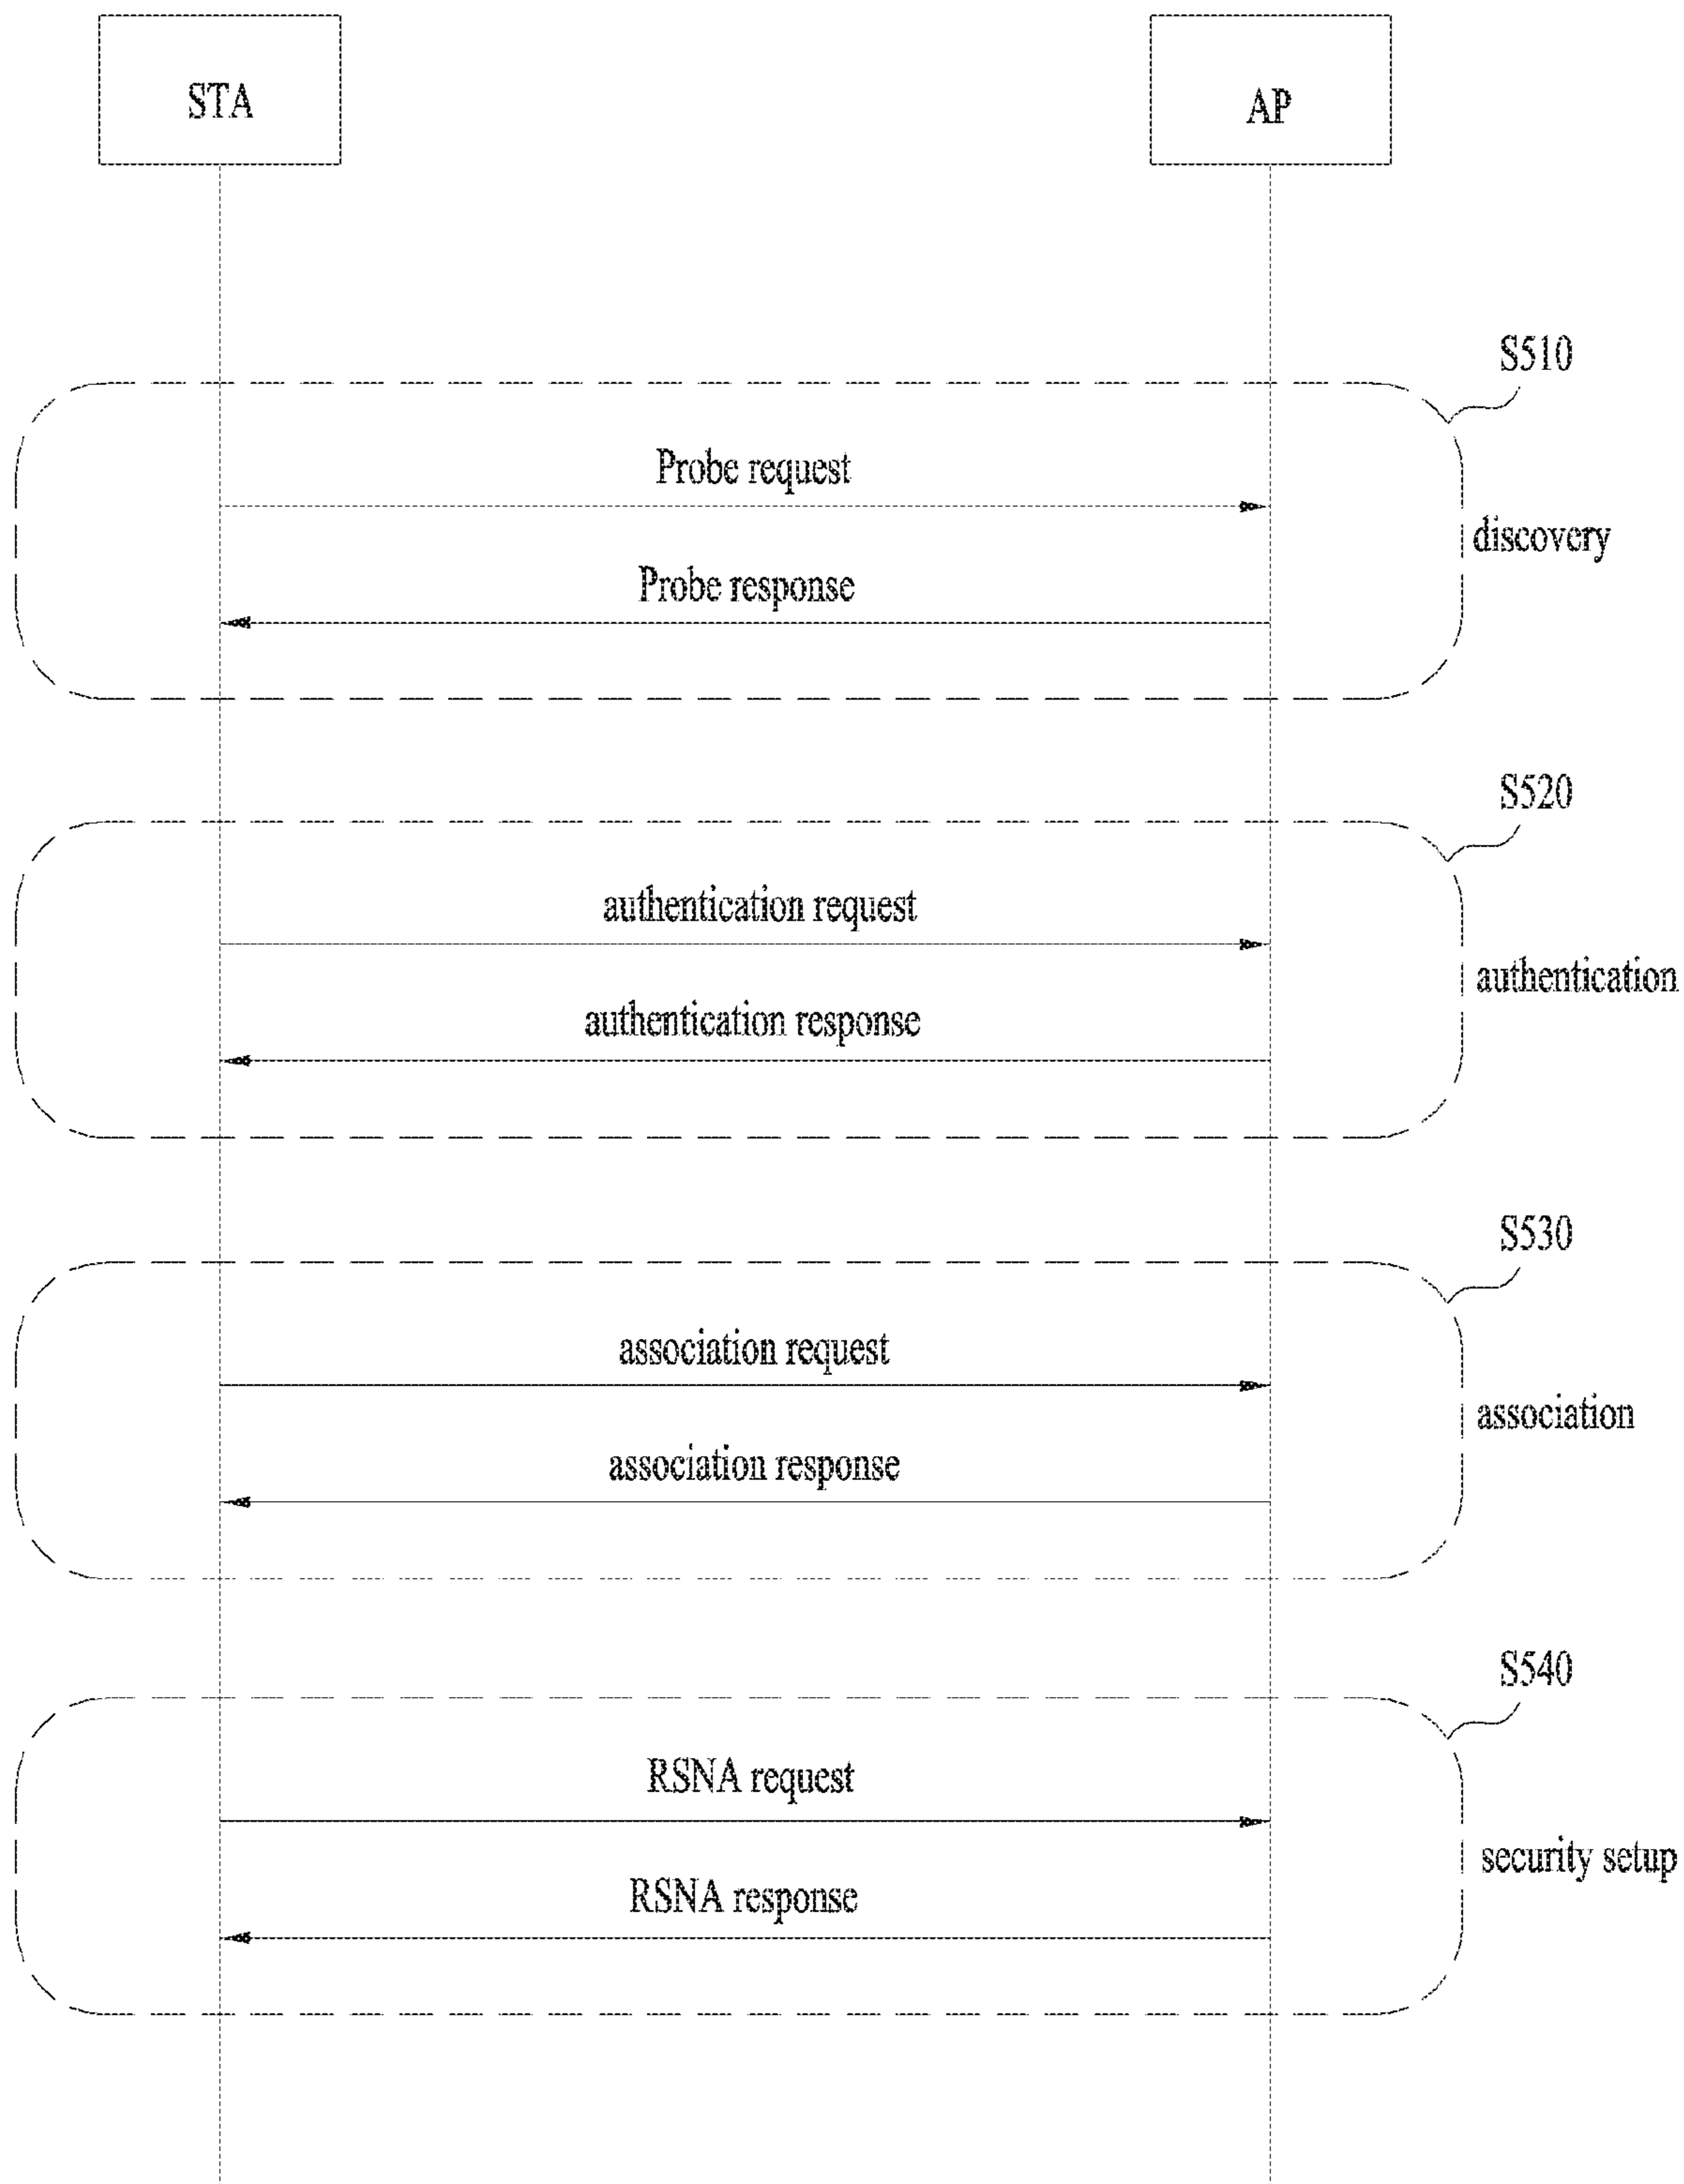 STA
AP
S510
Probe request
discovery
Probe response
S520
authentication request
authentication
authentication response
S530
association request
association
association response
S540
RSNA request
security setup
RSNA response